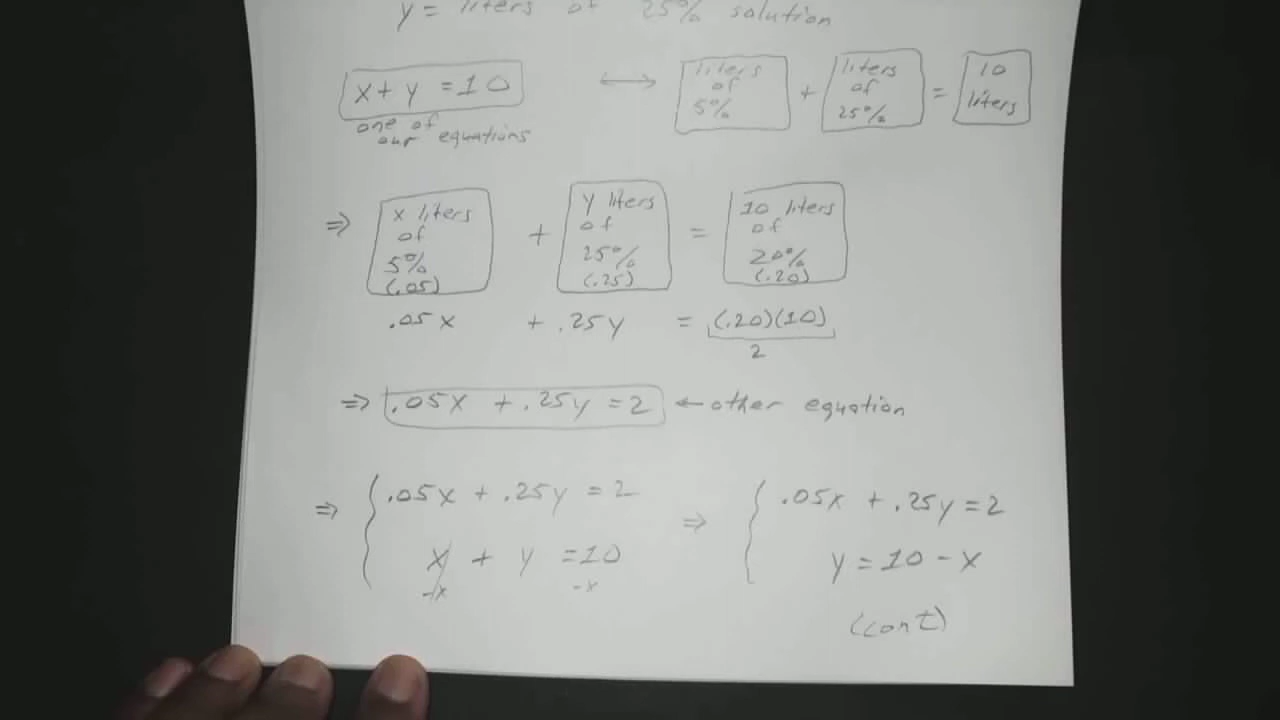 y = liters of 25% solution
x + y = 10 ⟷ liters of 5% + liters of 25% = 10 liters
one of our equations
⇒ x liters of 5% (.05) + y liters of 25% (.25) = 10 liters of 20% (.20)
.05x + .25y = (.20)(10)
2
⇒ .05x + .25y = 2 ← other equation
⇒ { .05x + .25y = 2 ⇒ { .05x + .25y = 2
x + y = 10 y = 10 - x
-x -x
(cont)